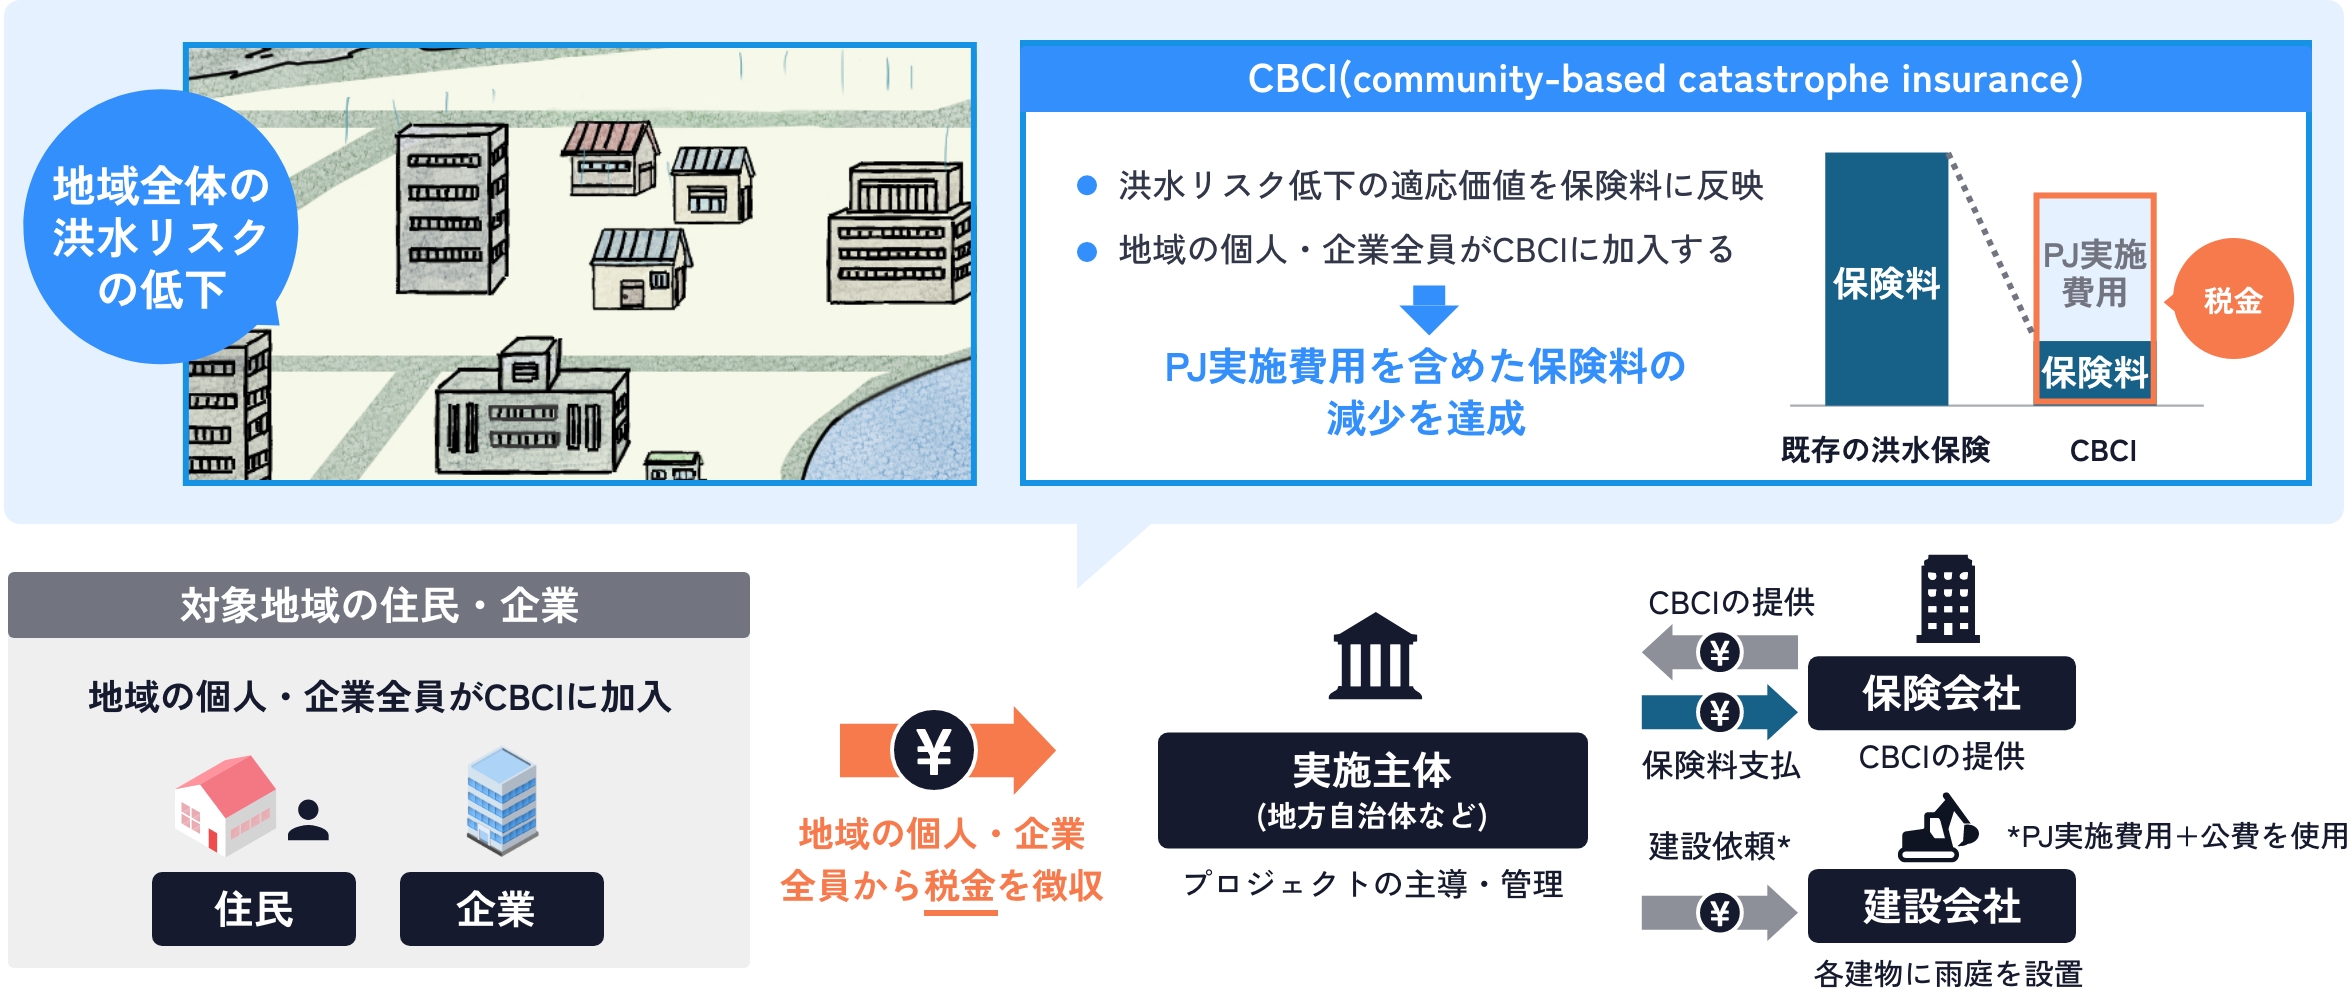 地域全体の
洪水リスク
の低下
CBCI(community-based catastrophe insurance)
洪水リスク低下の適応価値を保険料に反映
地域の個人・企業全員がCBCIに加入する
PJ実施費用を含めた保険料の
減少を達成
保険料
PJ実施
費用
保険料
税金
既存の洪水保険
CBCI
対象地域の住民・企業
地域の個人・企業全員がCBCIに加入
住民
企業
¥
地域の個人・企業
全員から税金を徴収
実施主体
(地方自治体など)
プロジェクトの主導・管理
CBCIの提供
¥
¥
保険料支払
保険会社
CBCIの提供
建設依頼*
¥
*PJ実施費用＋公費を使用
建設会社
各建物に雨庭を設置